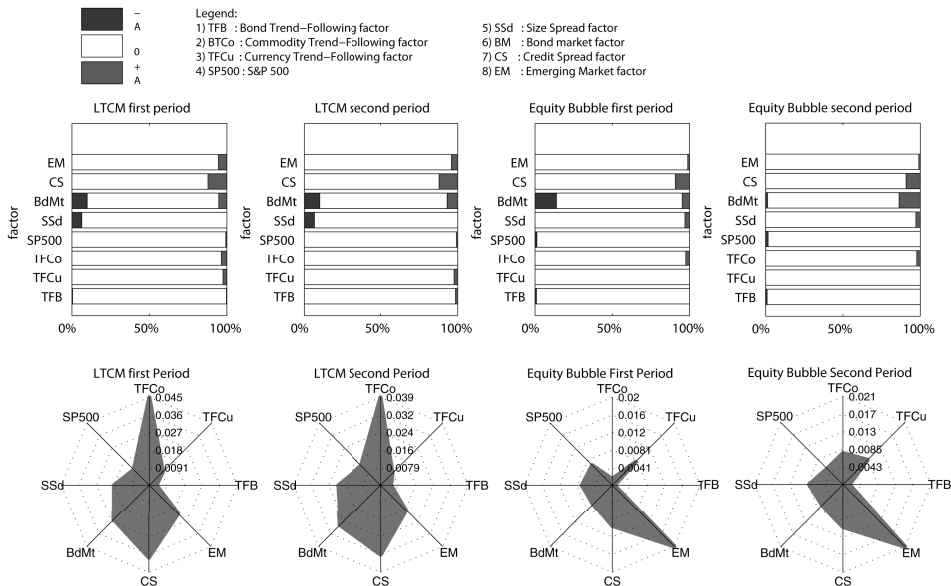 −
A
0
+
A
Legend:
1) TFB : Bond Trend−Following factor
2) BTCo : Commodity Trend−Following factor
3) TFCu : Currency Trend−Following factor
4) SP500 : S&P 500
5) SSd : Size Spread factor
6) BM : Bond market factor
7) CS : Credit Spread factor
8) EM : Emerging Market factor
LTCM first period
factor
EM
CS
BdMt
SSd
SP500
TFCo
TFCu
TFB
0% 50% 100%
LTCM second period
factor
EM
CS
BdMt
SSd
SP500
TFCo
TFCu
TFB
0% 50% 100%
Equity Bubble first period
factor
EM
CS
BdMt
SSd
SP500
TFCo
TFCu
TFB
0% 50% 100%
Equity Bubble second period
factor
EM
CS
BdMt
SSd
SP500
TFCo
TFCu
TFB
0% 50% 100%
LTCM first Period
TFCo
0.045
SP500 0.036 TFCu
0.027
0.018
0.0091
SSd TFB
BdMt EM
CS
LTCM Second Period
TFCo
0.039
SP500 0.032 TFCu
0.024
0.016
0.0079
SSd TFB
BdMt EM
CS
Equity Bubble First Period
TFCo
0.02
SP500 0.016 TFCu
0.012
0.0081
0.0041
SSd TFB
BdMt EM
CS
Equity Bubble Second Period
TFCo
0.021
SP500 0.017 TFCu
0.013
0.0085
0.0043
SSd TFB
BdMt EM
CS